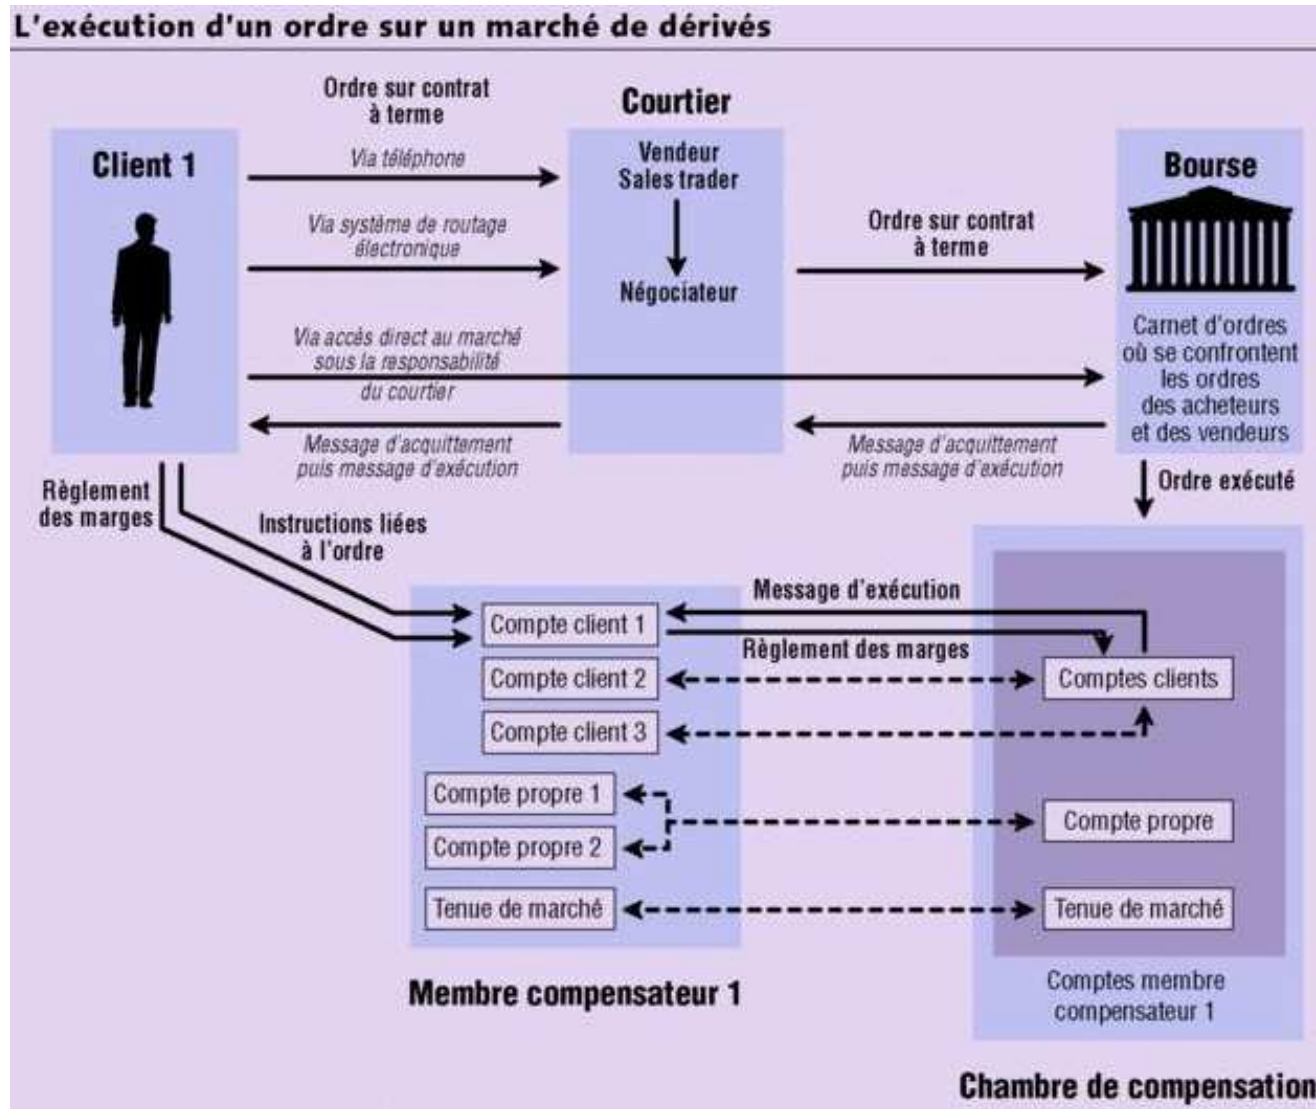 L'exécution d'un ordre sur un marché de dérivés
Client 1
Ordre sur contrat
à terme
Via téléphone
Via système de routage
électronique
Via accès direct au marché
sous la responsabilité
du courtier
Message d'acquittement
puis message d'exécution
Courtier
Vendeur
Sales trader
Négociateur
Ordre sur contrat
à terme
Message d'acquittement
puis message d'exécution
Bourse
Carnet d'ordres
où se confrontent
les ordres
des acheteurs
et des vendeurs
Ordre exécuté
Règlement
des marges
Instructions liées
à l'ordre
Message d'exécution
Règlement des marges
Compte client 1
Compte client 2
Compte client 3
Compte propre 1
Compte propre 2
Tenue de marché
Membre compensateur 1
Comptes clients
Compte propre
Tenue de marché
Comptes membre
compensateur 1
Chambre de compensation